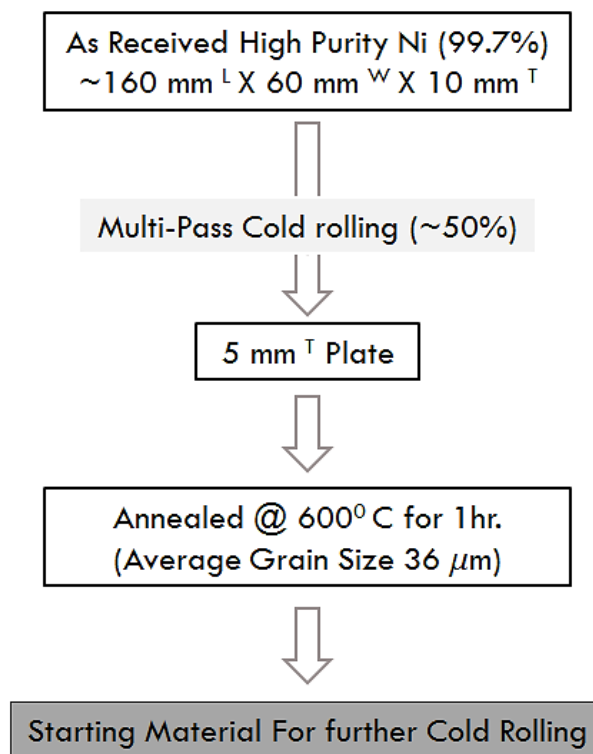 As Received High Purity Ni (99.7%)
~160 mm ᴸ X 60 mm ᵂ X 10 mm ᵀ
Multi-Pass Cold rolling (~50%)
5 mm ᵀ Plate
Annealed @ 600⁰ C for 1hr.
(Average Grain Size 36 μm)
Starting Material For further Cold Rolling